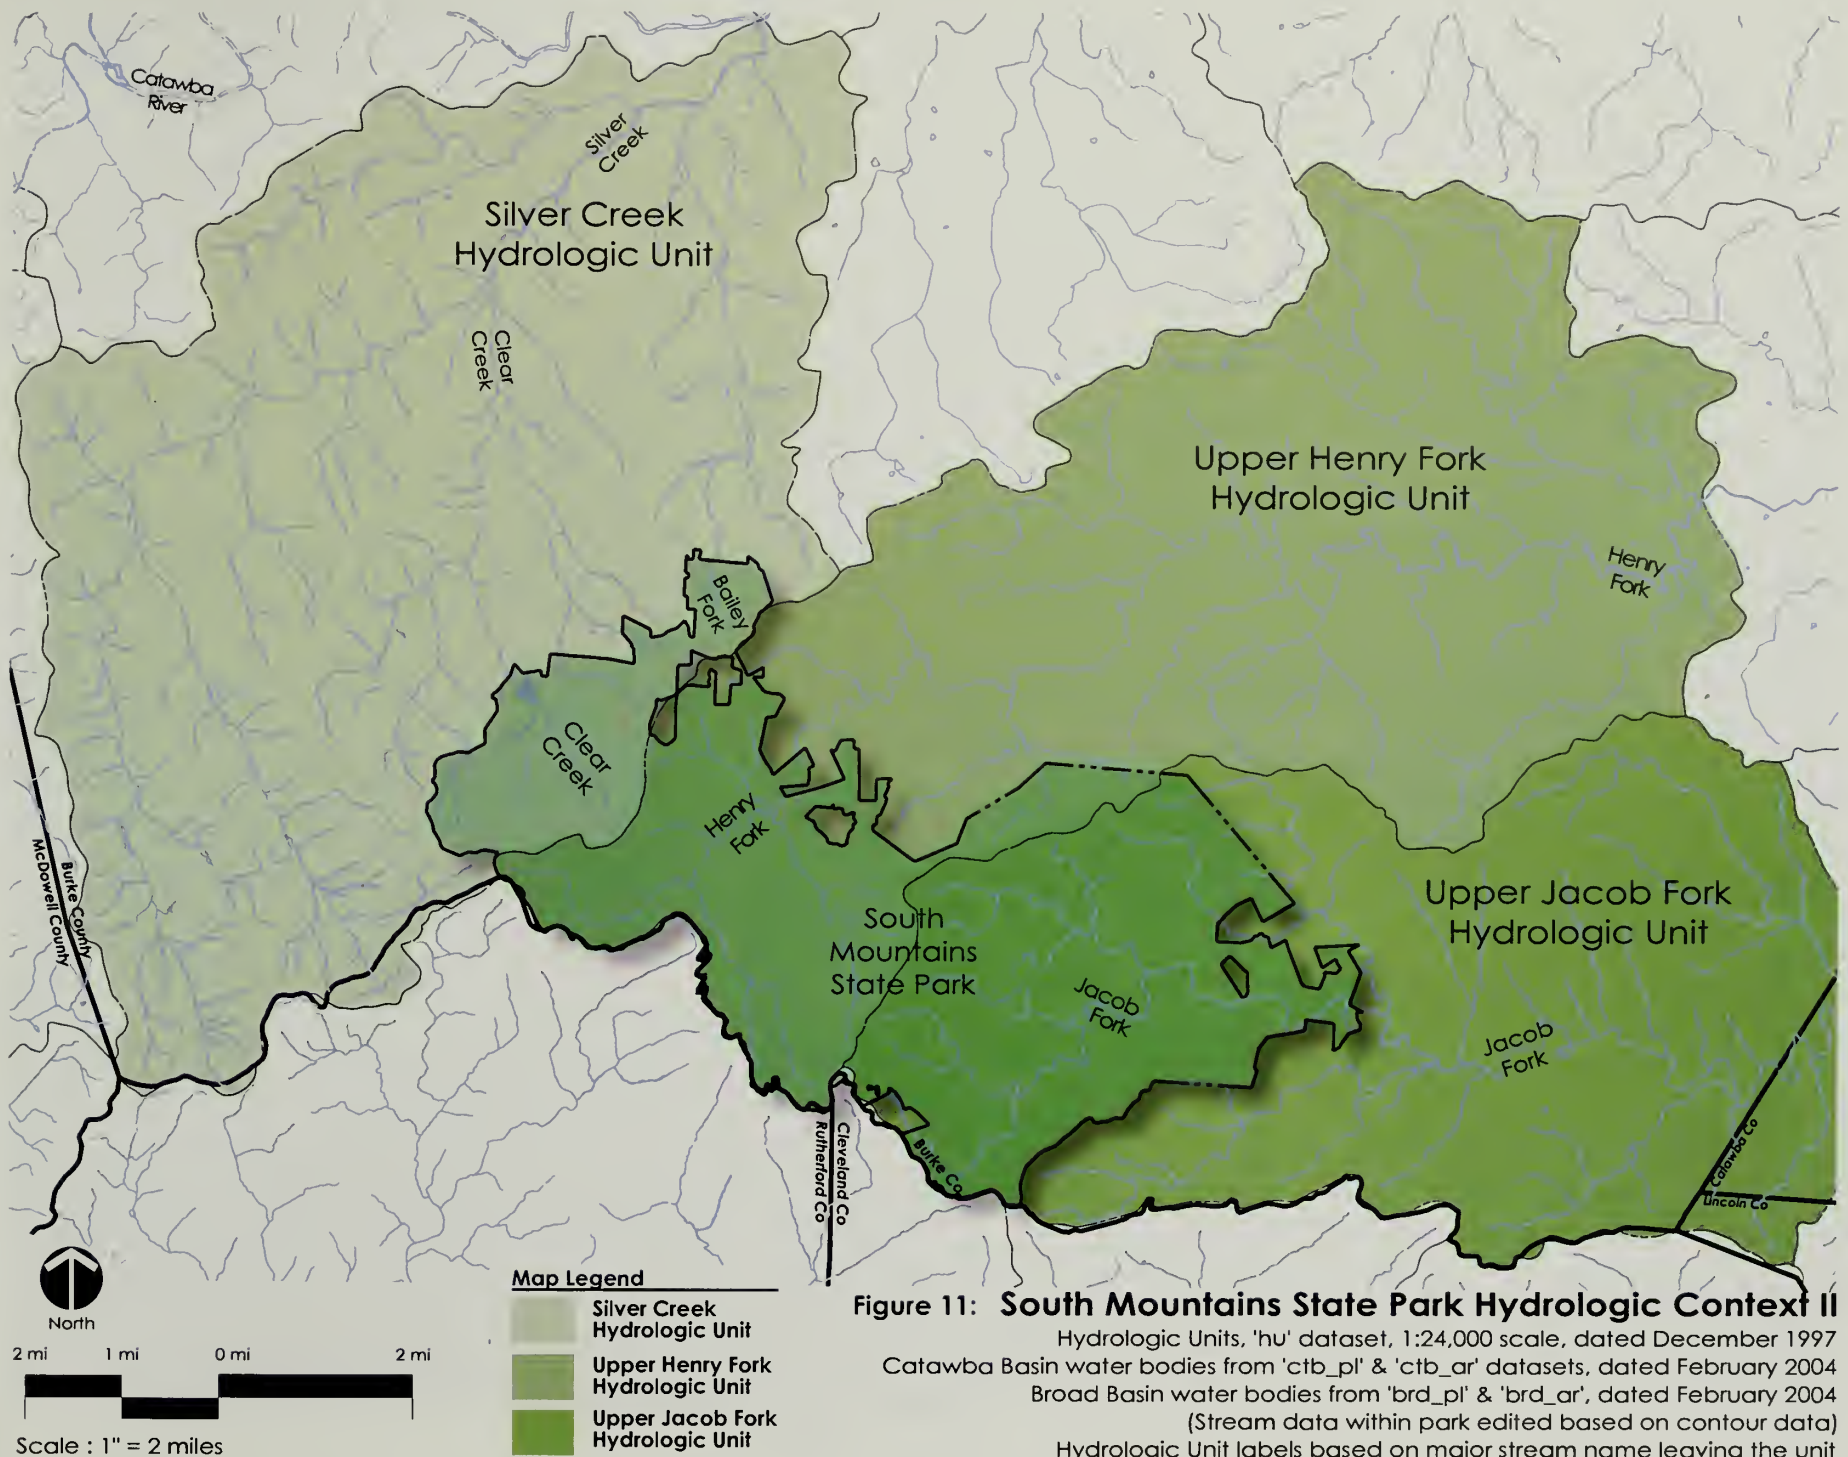 Catawba
River
Silver
Creek
Silver Creek
Hydrologic Unit
Clear
Creek
Upper Henry Fork
Hydrologic Unit
Henry
Fork
Bailey
Fork
Clear
Creek
Henry
Fork
South
Mountains
State Park
Jacob
Fork
Upper Jacob Fork
Hydrologic Unit
Jacob
Fork
Burke County
McDowell County
Cleveland Co
Rutherford Co
Burke Co
Catawba Co
Lincoln Co
North
2 mi 1 mi 0 mi 2 mi
Scale : 1" = 2 miles
Map Legend
Silver Creek
Hydrologic Unit
Upper Henry Fork
Hydrologic Unit
Upper Jacob Fork
Hydrologic Unit
Figure 11: South Mountains State Park Hydrologic Context II
Hydrologic Units, 'hu' dataset, 1:24,000 scale, dated December 1997
Catawba Basin water bodies from 'ctb_pl' & 'ctb_ar' datasets, dated February 2004
Broad Basin water bodies from 'brd_pl' & 'brd_ar', dated February 2004
(Stream data within park edited based on contour data)
Hydrologic Unit labels based on major stream name leaving the unit